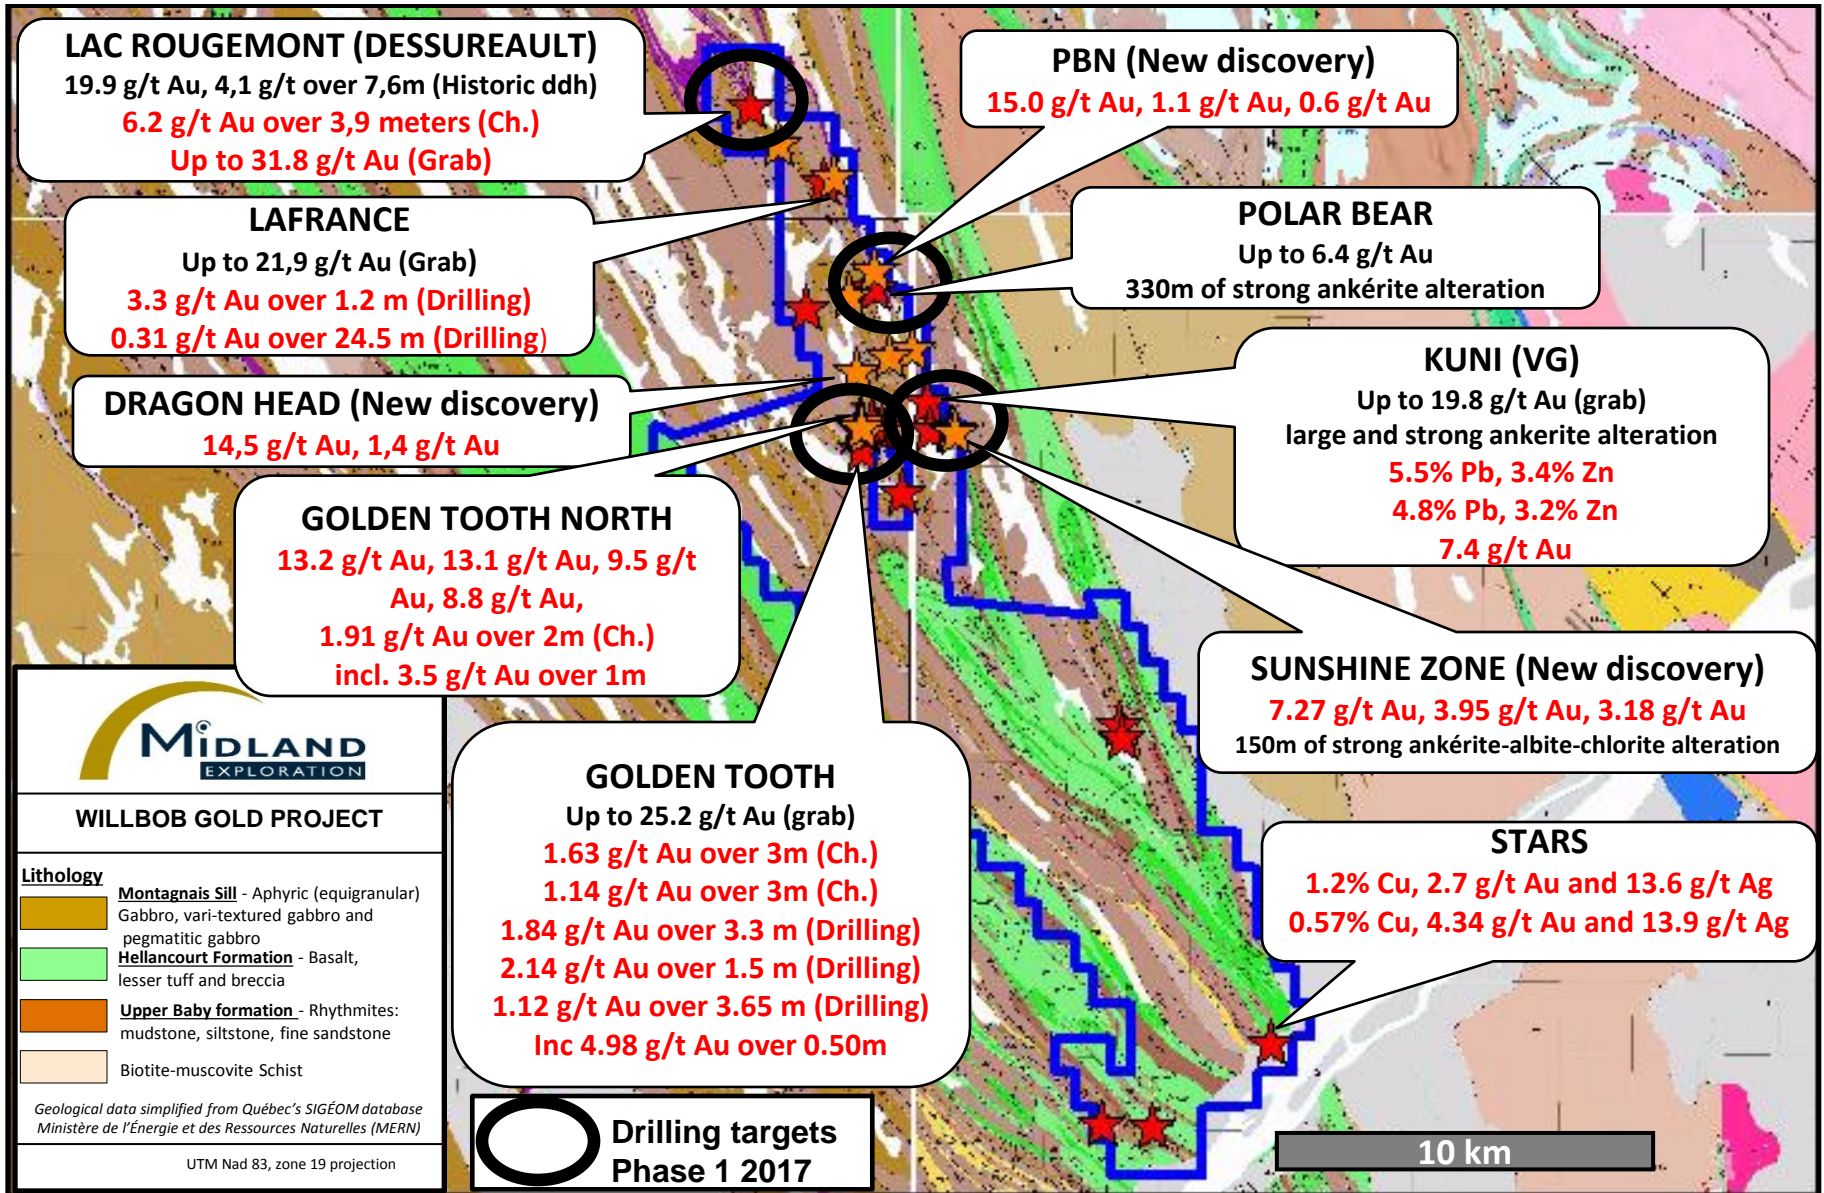 LAC ROUGEMONT (DESSUREAULT)
19.9 g/t Au, 4,1 g/t over 7,6m (Historic ddh)
6.2 g/t Au over 3,9 meters (Ch.)
Up to 31.8 g/t Au (Grab)
PBN (New discovery)
15.0 g/t Au, 1.1 g/t Au, 0.6 g/t Au
LAFRANCE
Up to 21,9 g/t Au (Grab)
3.3 g/t Au over 1.2 m (Drilling)
0.31 g/t Au over 24.5 m (Drilling)
POLAR BEAR
Up to 6.4 g/t Au
330m of strong ankérite alteration
DRAGON HEAD (New discovery)
14,5 g/t Au, 1,4 g/t Au
KUNI (VG)
Up to 19.8 g/t Au (grab)
large and strong ankerite alteration
5.5% Pb, 3.4% Zn
4.8% Pb, 3.2% Zn
7.4 g/t Au
GOLDEN TOOTH NORTH
13.2 g/t Au, 13.1 g/t Au, 9.5 g/t
Au, 8.8 g/t Au,
1.91 g/t Au over 2m (Ch.)
incl. 3.5 g/t Au over 1m
SUNSHINE ZONE (New discovery)
7.27 g/t Au, 3.95 g/t Au, 3.18 g/t Au
150m of strong ankérite-albite-chlorite alteration
GOLDEN TOOTH
Up to 25.2 g/t Au (grab)
1.63 g/t Au over 3m (Ch.)
1.14 g/t Au over 3m (Ch.)
1.84 g/t Au over 3.3 m (Drilling)
2.14 g/t Au over 1.5 m (Drilling)
1.12 g/t Au over 3.65 m (Drilling)
Inc 4.98 g/t Au over 0.50m
STARS
1.2% Cu, 2.7 g/t Au and 13.6 g/t Ag
0.57% Cu, 4.34 g/t Au and 13.9 g/t Ag
MIDLAND
EXPLORATION
WILLBOB GOLD PROJECT
Lithology
Montagnais Sill - Aphyric (equigranular)
Gabbro, vari-textured gabbro and
pegmatitic gabbro
Hellancourt Formation - Basalt,
lesser tuff and breccia
Upper Baby formation - Rhythmites:
mudstone, siltstone, fine sandstone
Biotite-muscovite Schist
Geological data simplified from Québec's SIGÉOM database
Ministère de l'Énergie et des Ressources Naturelles (MERN)
UTM Nad 83, zone 19 projection
Drilling targets
Phase 1 2017
10 km